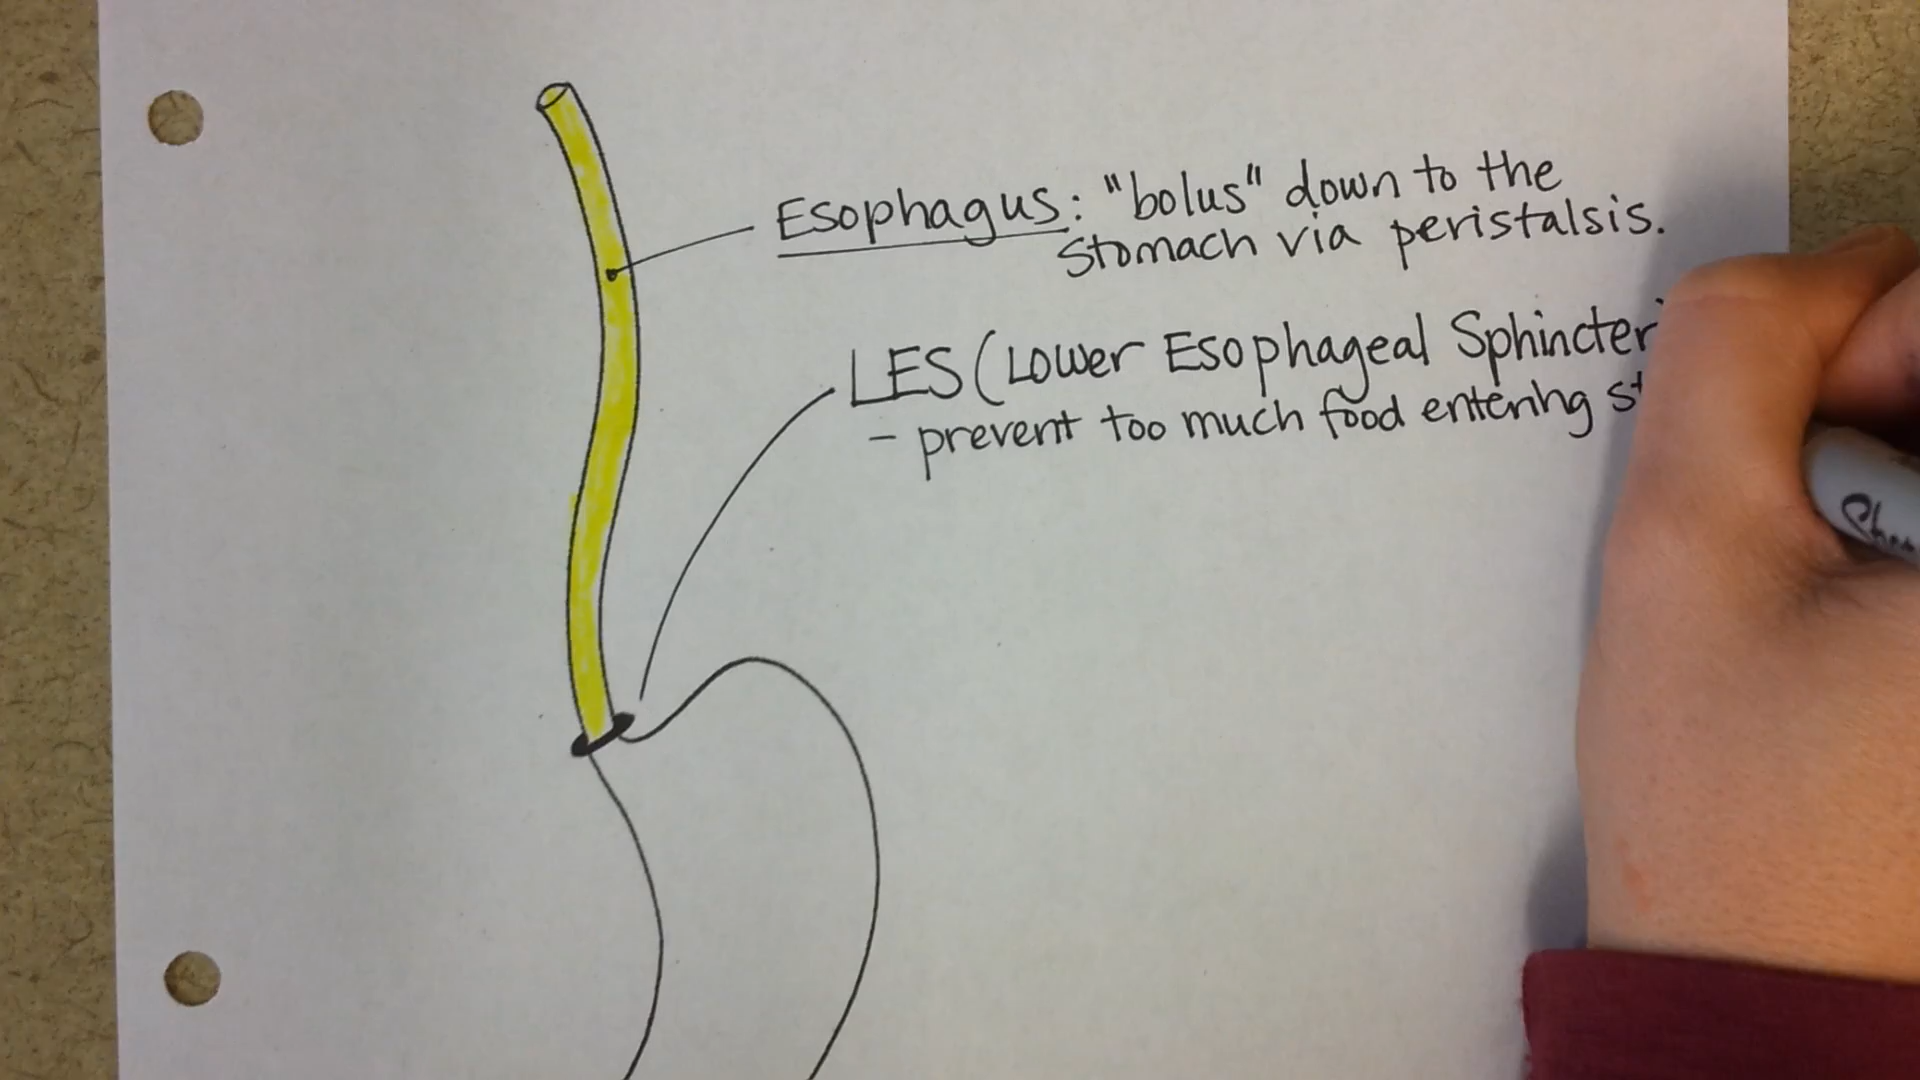 Esophagus: "bolus" down to the
stomach via peristalsis.
LES (Lower Esophageal Sphincter)
- prevent too much food entering